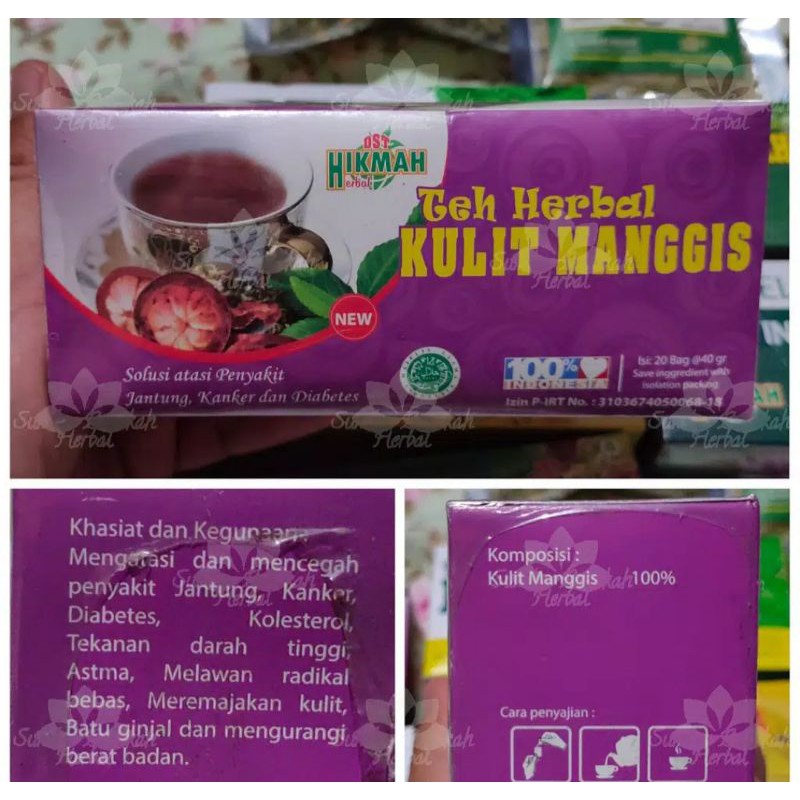 DST
HIKMAH
Herbal
Teh Herbal
KULIT MANGGIS
NEW
Solusi atasi Penyakit
Jantung, Kanker dan Diabetes
100%
INDONESIA
Isi: 20 Bag @40 gr
Save inggredient with
isolation packing
Izin P-IRT No. : 3103674050068-18
Khasiat dan Kegunaan
Mengatasi dan mencegah
penyakit Jantung, Kanker,
Diabetes, Kolesterol,
Tekanan darah tinggi,
Astma, Melawan radikal
bebas, Meremajakan kulit,
Batu ginjal dan mengurangi
berat badan.
Komposisi :
Kulit Manggis 100%
Cara penyajian :